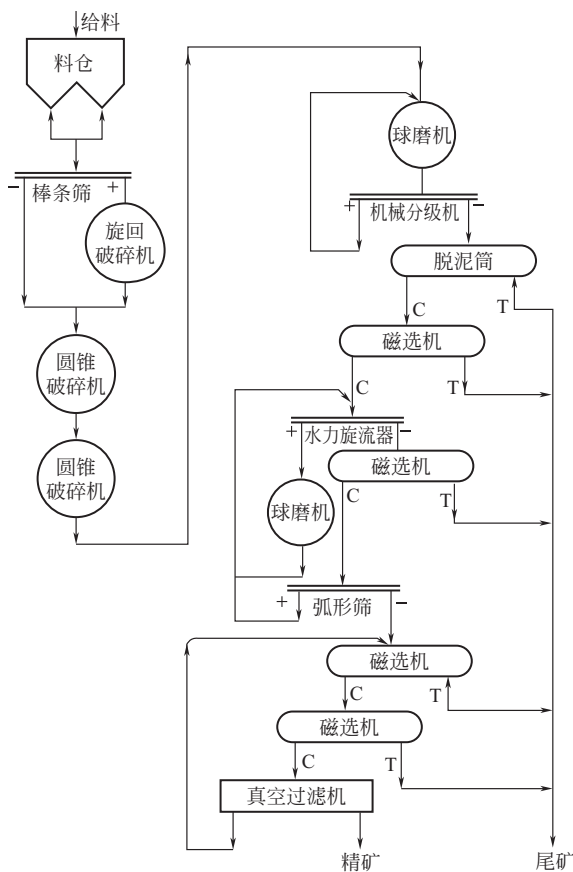 给料
料仓
－
棒条筛
＋
旋回
破碎机
圆锥
破碎机
圆锥
破碎机
球磨机
＋
机械分级机
－
脱泥筒
C
T
磁选机
C
T
＋
水力旋流器
－
磁选机
C
T
球磨机
＋
弧形筛
－
磁选机
C
T
磁选机
C
T
真空过滤机
精矿
尾矿